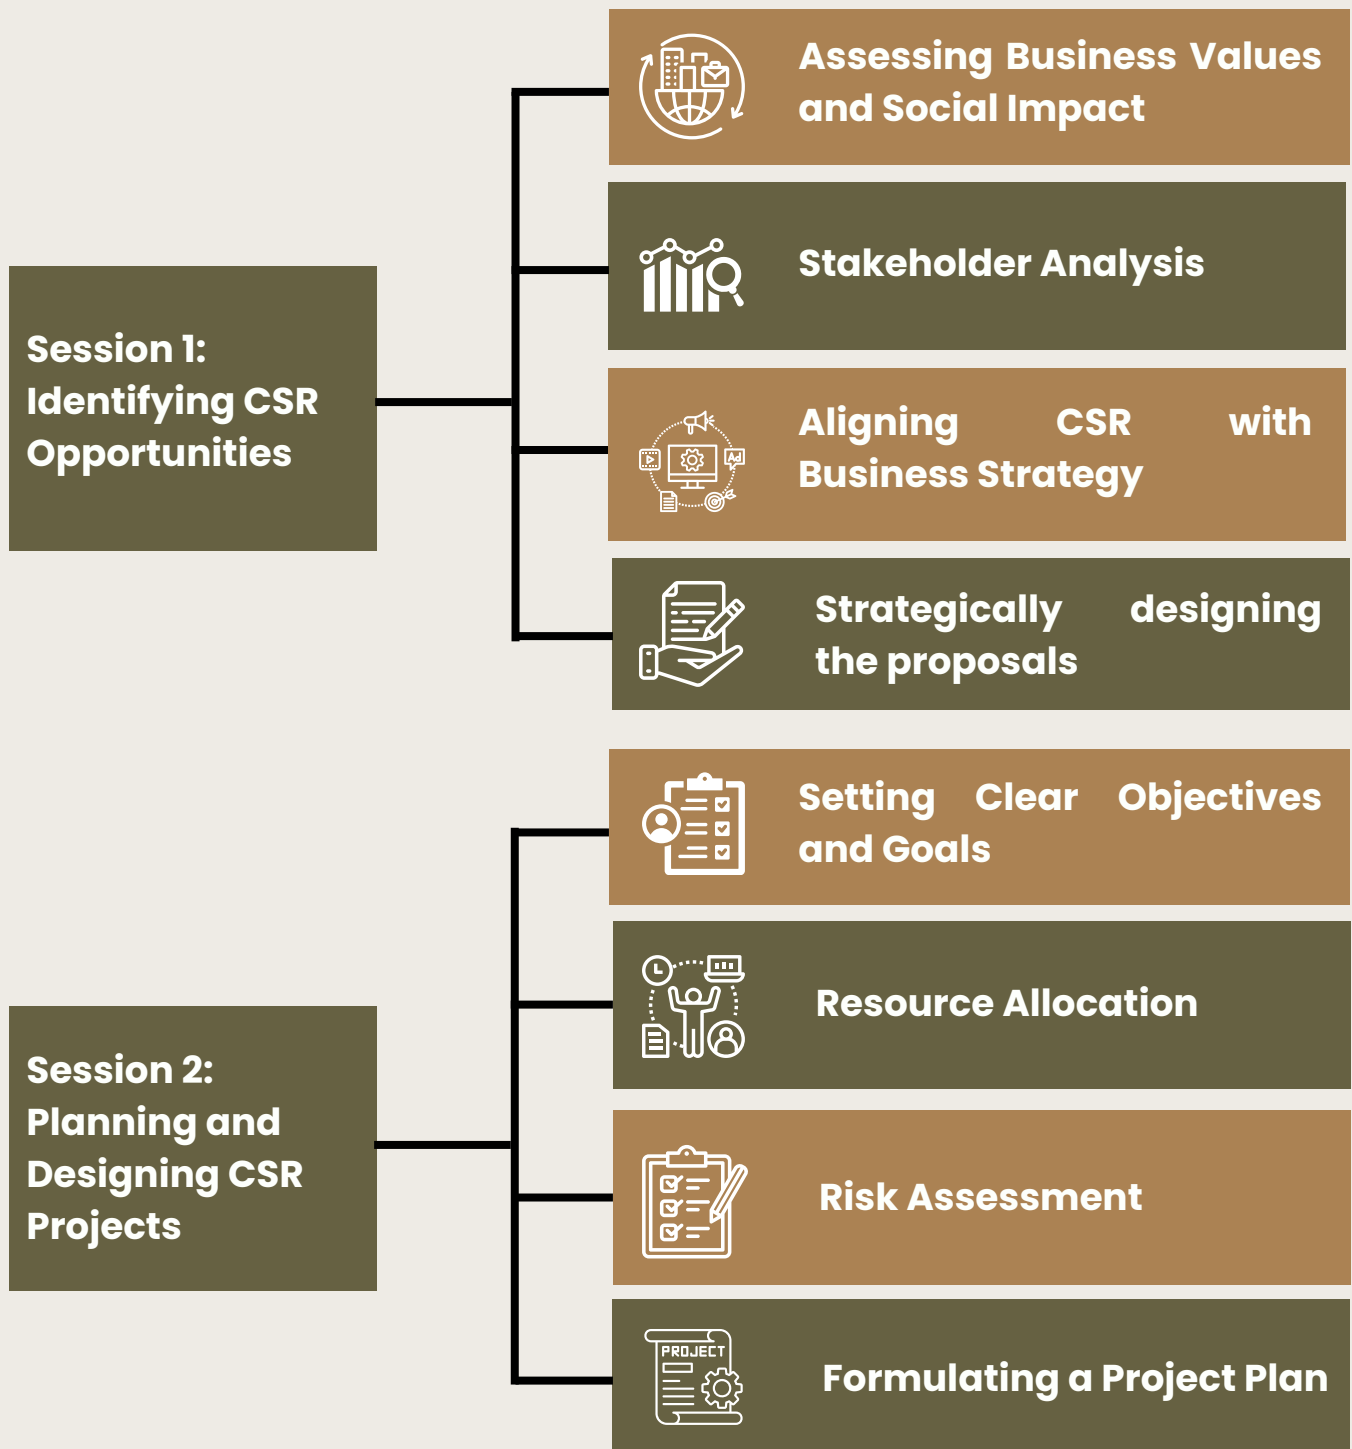 Session 1:
Identifying CSR
Opportunities
Assessing Business Values
and Social Impact
Stakeholder Analysis
Aligning CSR with
Business Strategy
Ad
Strategically designing
the proposals
Session 2:
Planning and
Designing CSR
Projects
Setting Clear Objectives
and Goals
Resource Allocation
Risk Assessment
PROJECT
Formulating a Project Plan